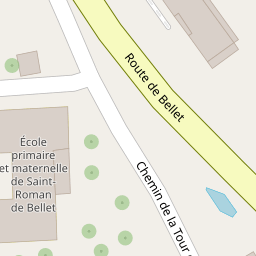 Route de Bellet
École
primaire
et maternelle
de Saint-
Roman
de Bellet
Chemin de la Tour